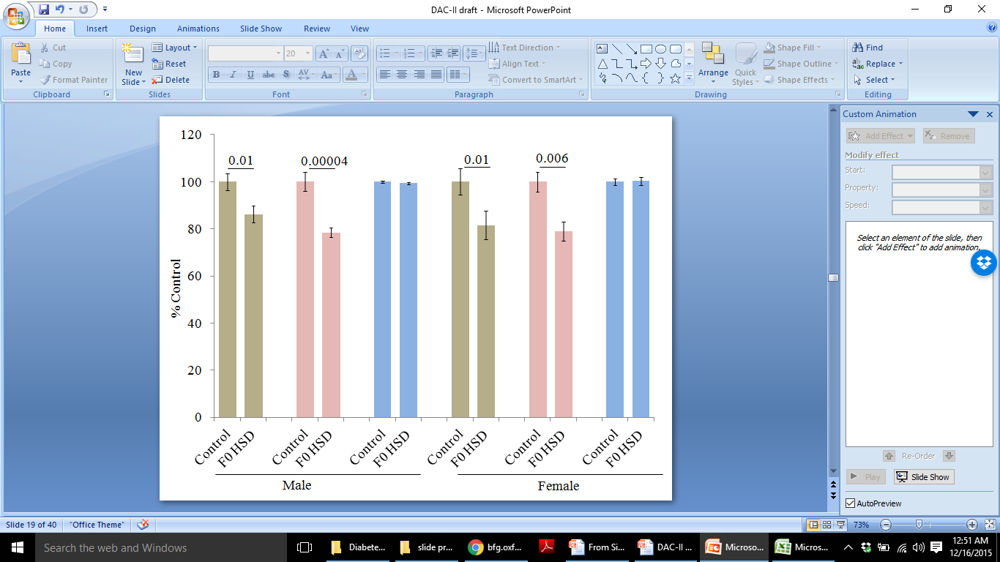 DAC-II draft - Microsoft PowerPoint
Home Insert Design Animations Slide Show Review View
Paste
Cut
Copy
Format Painter
Clipboard
New Slide
Layout
Reset
Delete
Slides
20
B I U abc S AV Aa A
Font
Text Direction
Align Text
Convert to SmartArt
Paragraph
Arrange
Quick Styles
Shape Fill
Shape Outline
Shape Effects
Drawing
Find
Replace
Select
Editing
120
100
80
60
40
20
0
% Control
0.01
0.00004
0.01
0.006
Control
F0 HSD
Control
F0 HSD
Control
F0 HSD
Control
F0 HSD
Control
F0 HSD
Control
F0 HSD
Male
Female
Custom Animation
Add Effect
Remove
Modify effect
Start:
Property:
Speed:
Select an element of the slide, then
click "Add Effect" to add animation.
Re-Order
Play
Slide Show
AutoPreview
Slide 19 of 40 "Office Theme" 73%
Search the web and Windows
Diabete...
slide pr...
bfg.oxf...
From Si...
DAC-II ...
Microso...
Micros...
12:51 AM
12/16/2015